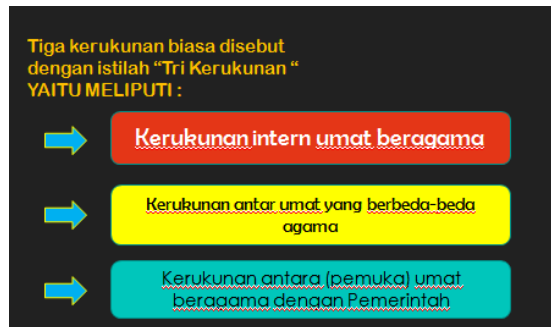 Tiga kerukunan biasa disebut
dengan istilah “Tri Kerukunan “
YAITU MELIPUTI :
Kerukunan intern umat beragama
Kerukunan antar umat yang berbeda-beda
agama
Kerukunan antara (pemuka) umat
beragama dengan Pemerintah